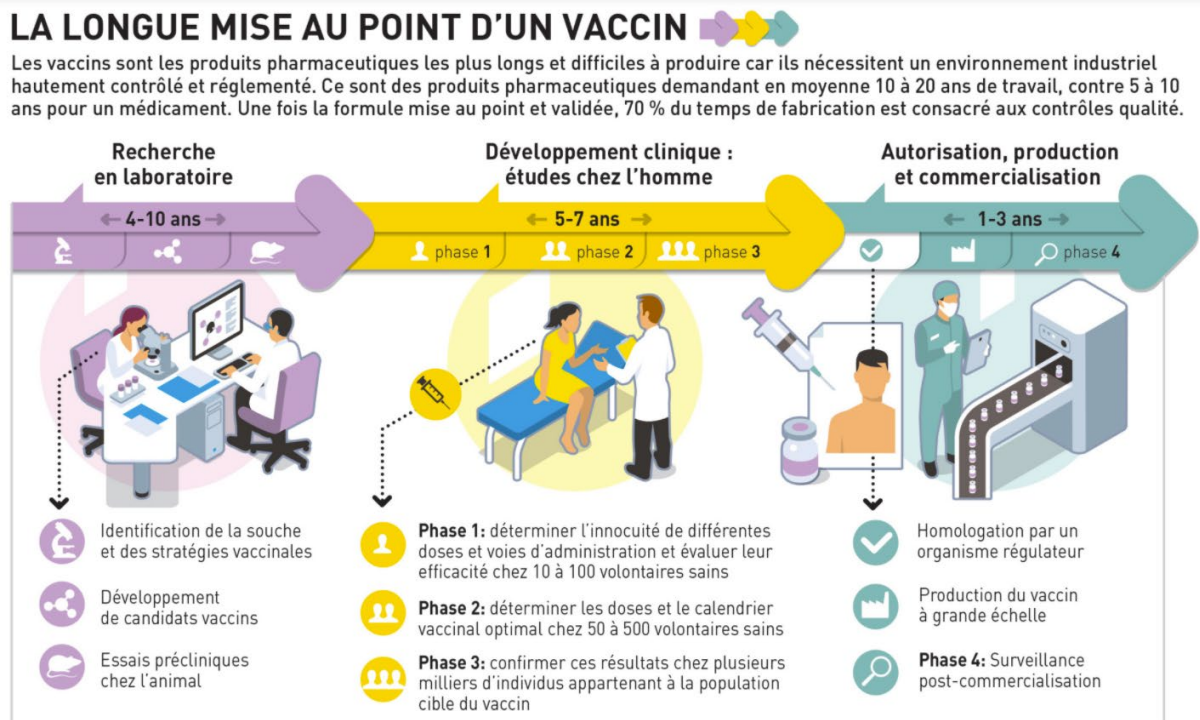 LA LONGUE MISE AU POINT D'UN VACCIN
Les vaccins sont les produits pharmaceutiques les plus longs et difficiles à produire car ils nécessitent un environnement industriel
hautement contrôlé et réglementé. Ce sont des produits pharmaceutiques demandant en moyenne 10 à 20 ans de travail, contre 5 à 10
ans pour un médicament. Une fois la formule mise au point et validée, 70 % du temps de fabrication est consacré aux contrôles qualité.
Recherche
en laboratoire
4-10 ans
Développement clinique :
études chez l'homme
5-7 ans
phase 1
phase 2
phase 3
Autorisation, production
et commercialisation
1-3 ans
phase 4
Identification de la souche
et des stratégies vaccinales
Développement
de candidats vaccins
Essais précliniques
chez l'animal
Phase 1: déterminer l'innocuité de différentes
doses et voies d'administration et évaluer leur
efficacité chez 10 à 100 volontaires sains
Phase 2: déterminer les doses et le calendrier
vaccinal optimal chez 50 à 500 volontaires sains
Phase 3: confirmer ces résultats chez plusieurs
milliers d'individus appartenant à la population
cible du vaccin
Homologation par un
organisme régulateur
Production du vaccin
à grande échelle
Phase 4: Surveillance
post-commercialisation